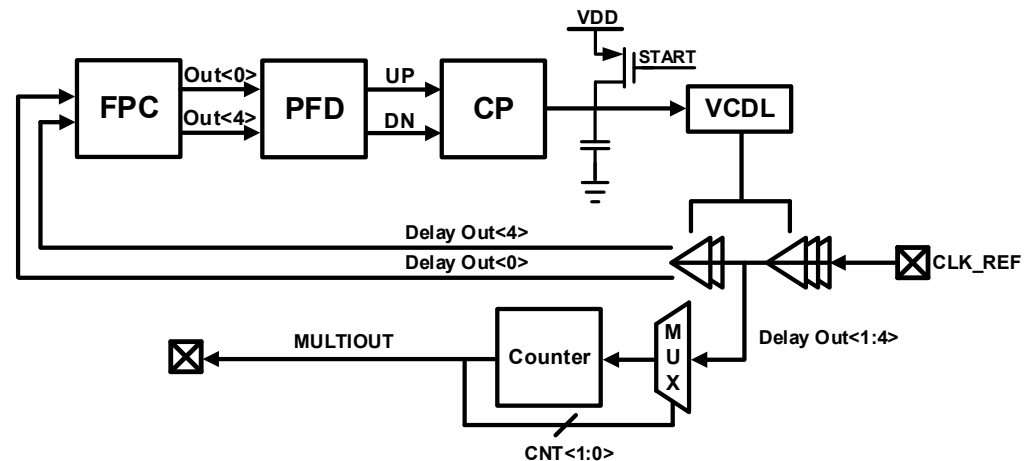 VDD
START
Out<0>
UP
FPC
PFD
CP
VCDL
Out<4>
DN
Delay Out<4>
Delay Out<0>
CLK_REF
MULTIOUT
Counter
MUX
Delay Out<1:4>
CNT<1:0>